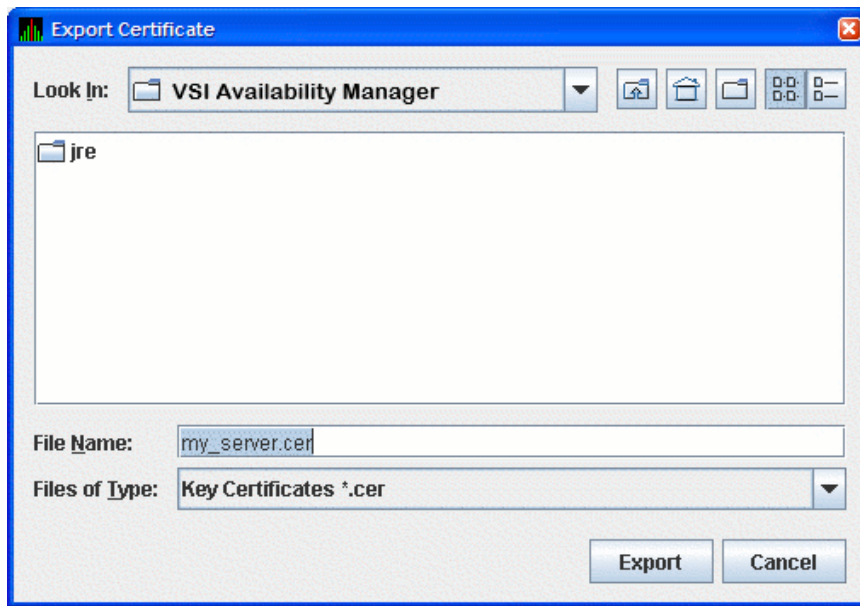 Export Certificate
Look In: VSI Availability Manager
jre
File Name: my_server.cer
Files of Type: Key Certificates *.cer
Export Cancel